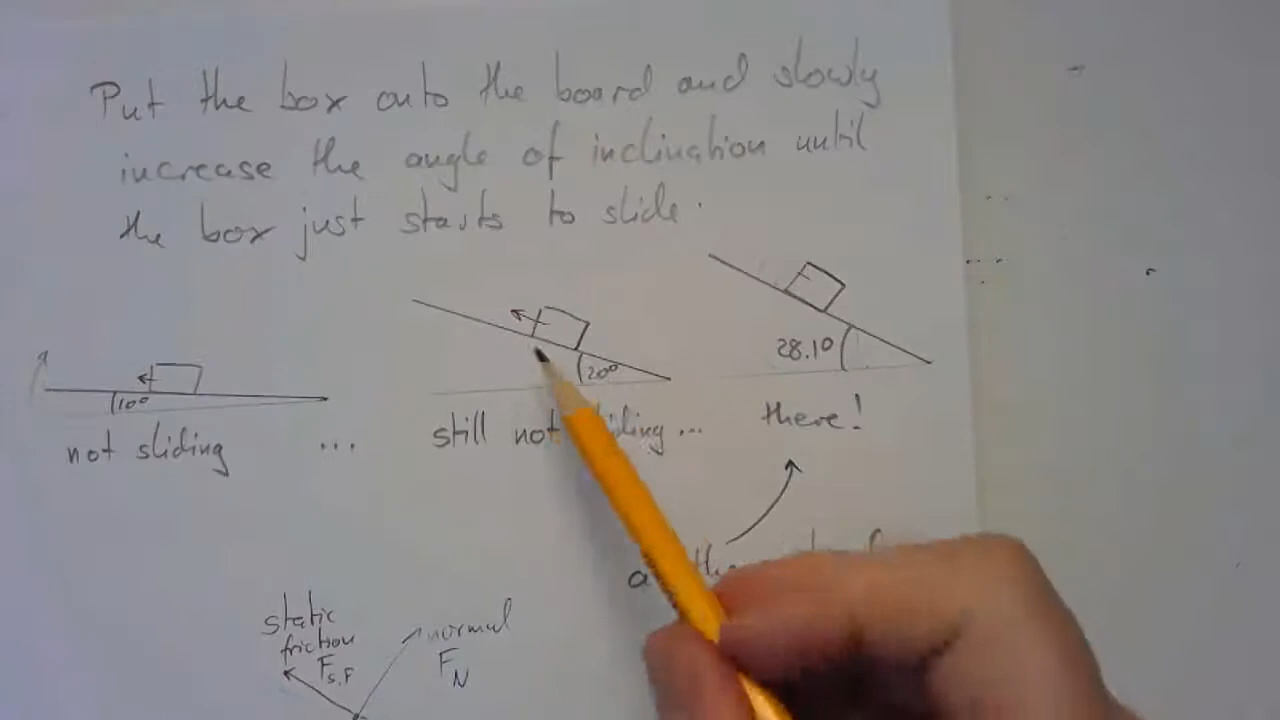 Put the box onto the board and slowly
increase the angle of inclination until
the box just starts to slide.
10°
20°
28.1°
not sliding ...
still not ...
there!
static
friction
F_S,F
normal
F_N